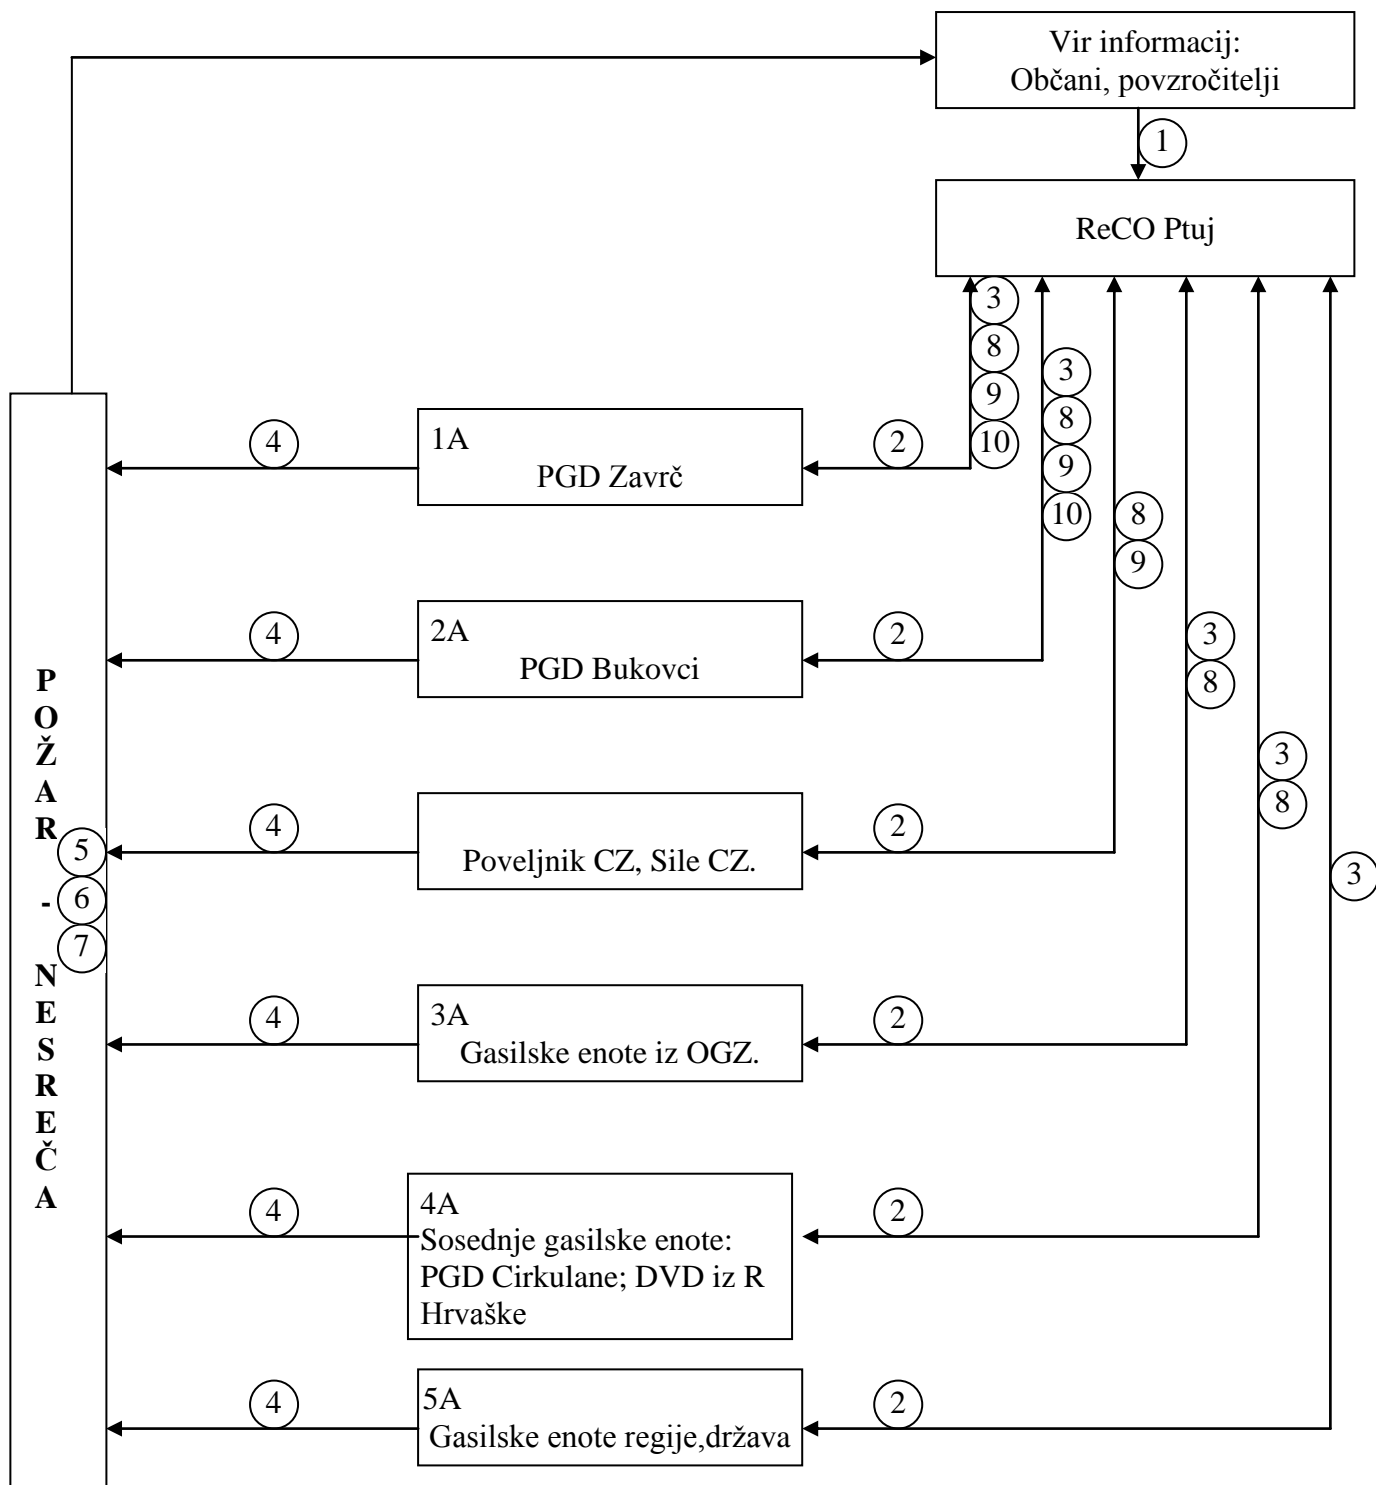 Vir informacij:
Občani, povzročitelji
1
ReCO Ptuj
3
8
9
10
3
8
9
10
8
9
3
8
3
8
3
4
1A
PGD Zavrč
2
4
2A
PGD Bukovci
2
4
Poveljnik CZ, Sile CZ.
2
4
3A
Gasilske enote iz OGZ.
2
4
4A
Sosednje gasilske enote:
PGD Cirkulane; DVD iz R
Hrvaške
2
4
5A
Gasilske enote regije,država
2
POŽAR - NESREČA
5
6
7